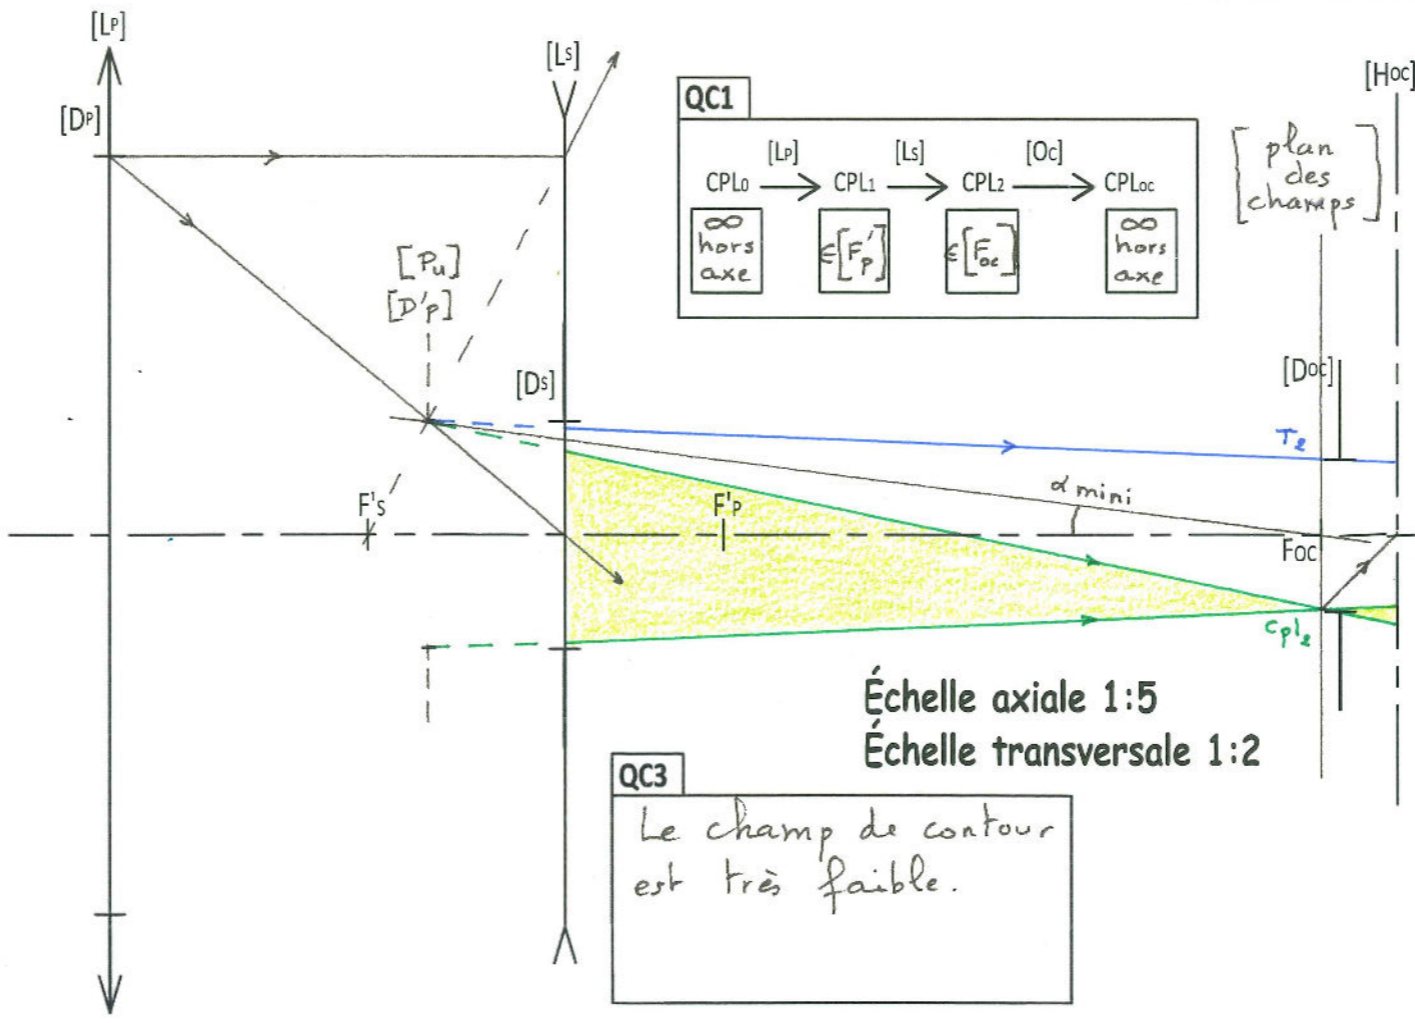 [LP]
[DP]
[LS]
[HOC]
QC1
[LP] [LS] [OC]
CPL0 CPL1 CPL2 CPLOC
∞ hors axe
∈[F'p]
∈[Foc]
∞ hors axe
[plan
des
champs]
[Pu]
[D'p]
[DS]
[DOC]
T2
α mini
F'S
F'P
FOC
cpl2
Échelle axiale 1:5
Échelle transversale 1:2
QC3
Le champ de contour
est très faible.